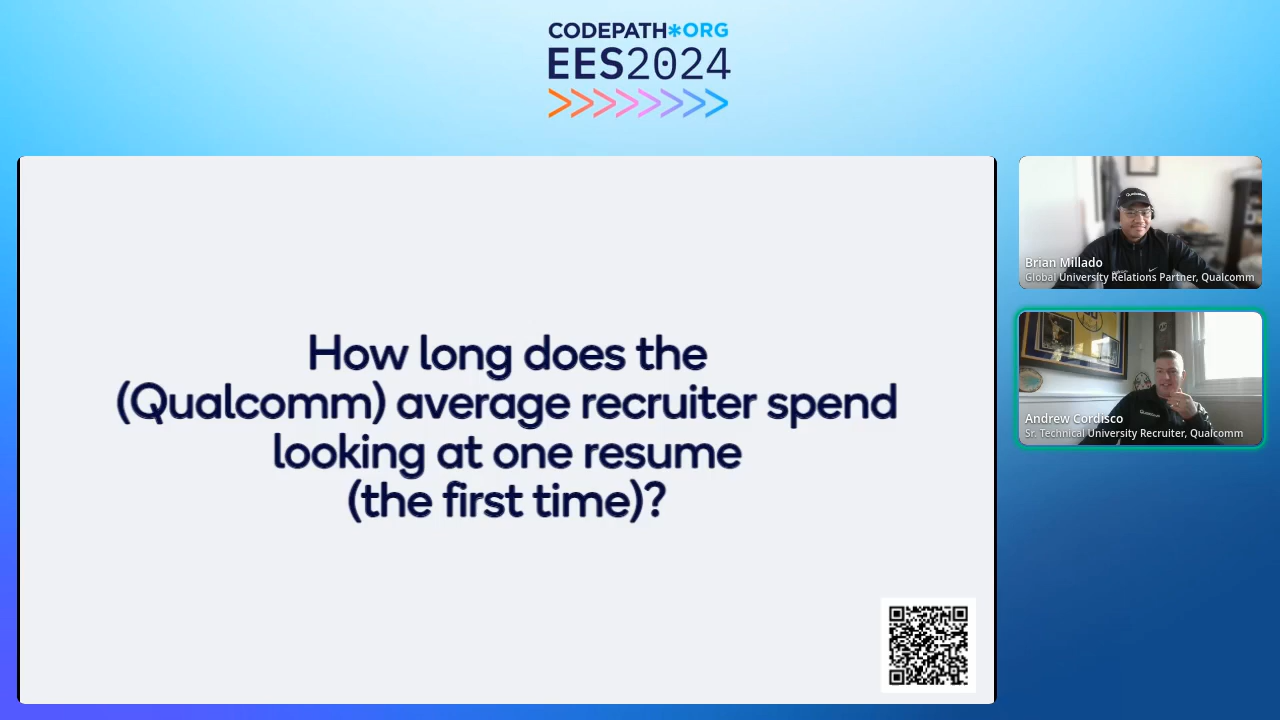 CODEPATH*ORG
EES2024
How long does the
(Qualcomm) average recruiter spend
looking at one resume
(the first time)?
Brian Millado
Global University Relations Partner, Qualcomm
Andrew Cordisco
Sr. Technical University Recruiter, Qualcomm